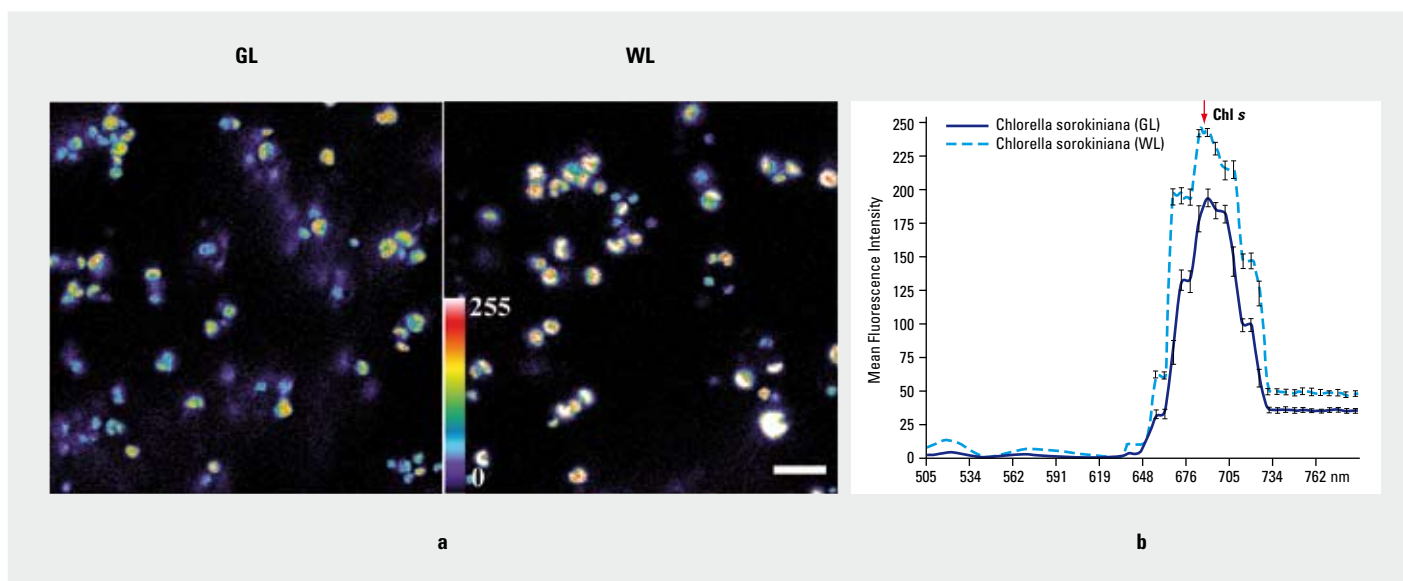 GL
WL
255
0
a
Chl s
Chlorella sorokiniana (GL)
Chlorella sorokiniana (WL)
Mean Fluorescence Intensity
250
225
200
175
150
125
100
75
50
25
0
505 534 562 591 619 648 676 705 734 762 nm
b